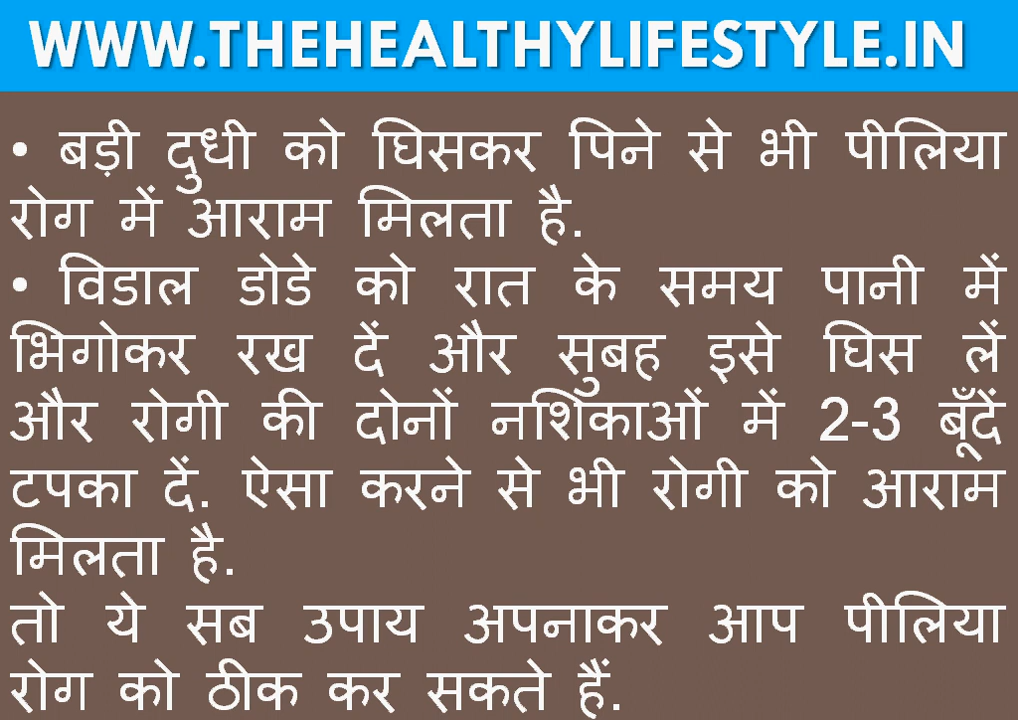 WWW.THEHEALTHYLIFESTYLE.IN
• बड़ी दुधी को घिसकर पिने से भी पीलिया
रोग में आराम मिलता है.
• विडाल डोडे को रात के समय पानी में
भिगोकर रख दें और सुबह इसे घिस लें
और रोगी की दोनों नशिकाओं में 2-3 बूँदें
टपका दें. ऐसा करने से भी रोगी को आराम
मिलता है.
तो ये सब उपाय अपनाकर आप पीलिया
रोग को ठीक कर सकते हैं.